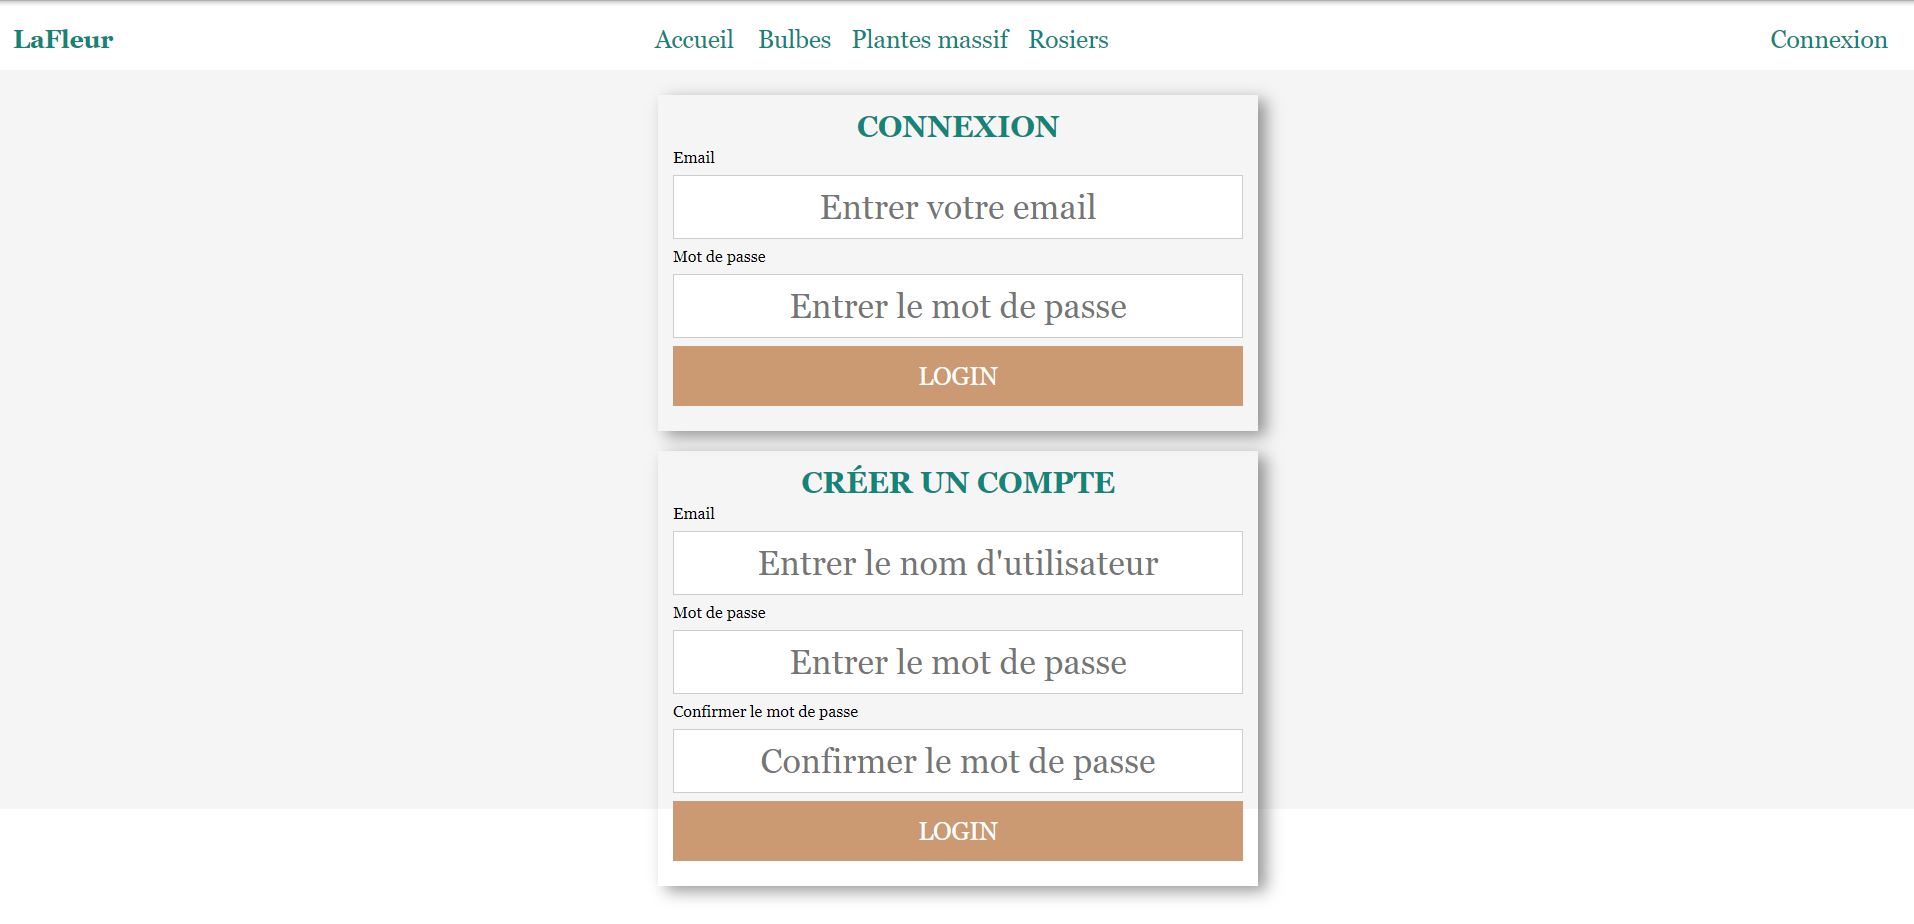 LaFleur Accueil Bulbes Plantes massif Rosiers Connexion
CONNEXION
Email
Entrer votre email
Mot de passe
Entrer le mot de passe
LOGIN
CRÉER UN COMPTE
Email
Entrer le nom d'utilisateur
Mot de passe
Entrer le mot de passe
Confirmer le mot de passe
Confirmer le mot de passe
LOGIN